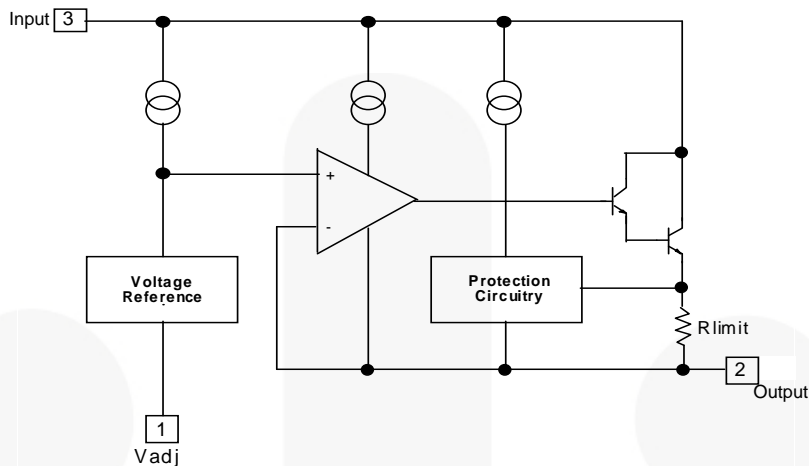 Input 3
+
-
Voltage
Reference
Protection
Circuitry
Rlimit
2
Output
1
Vadj